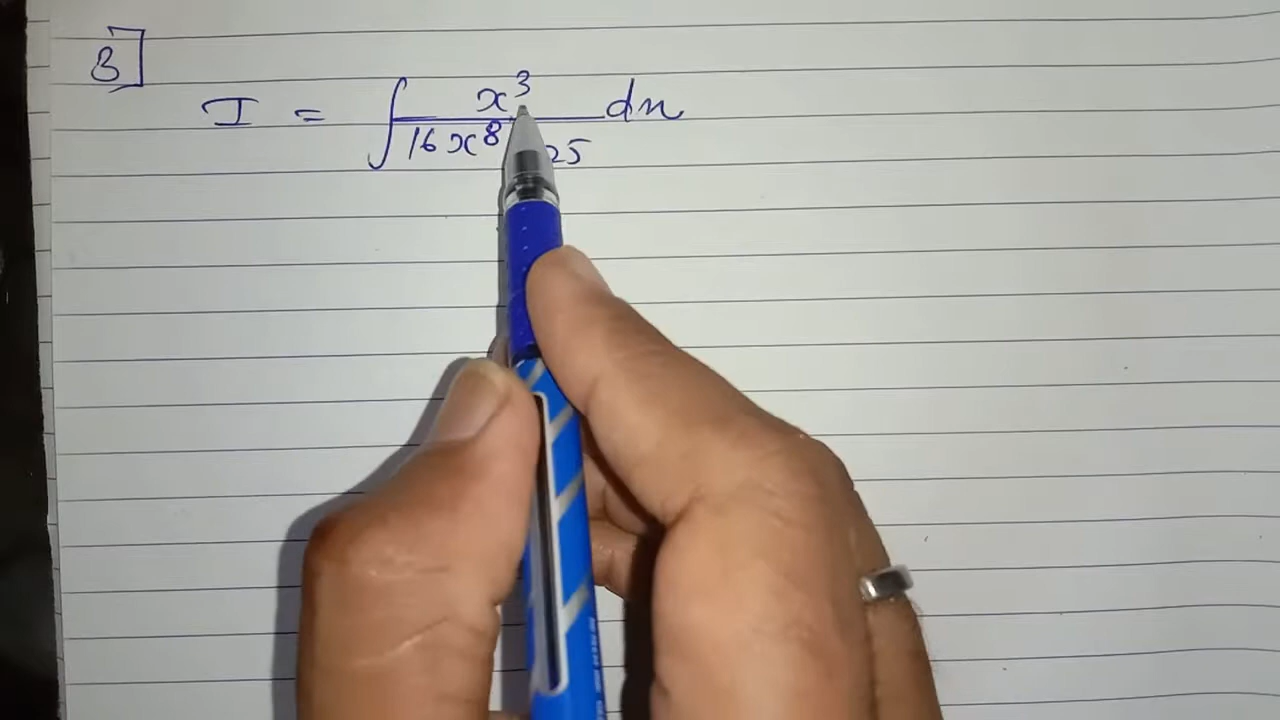 8
I = ∫ x³ / 16x⁸ 25 dx